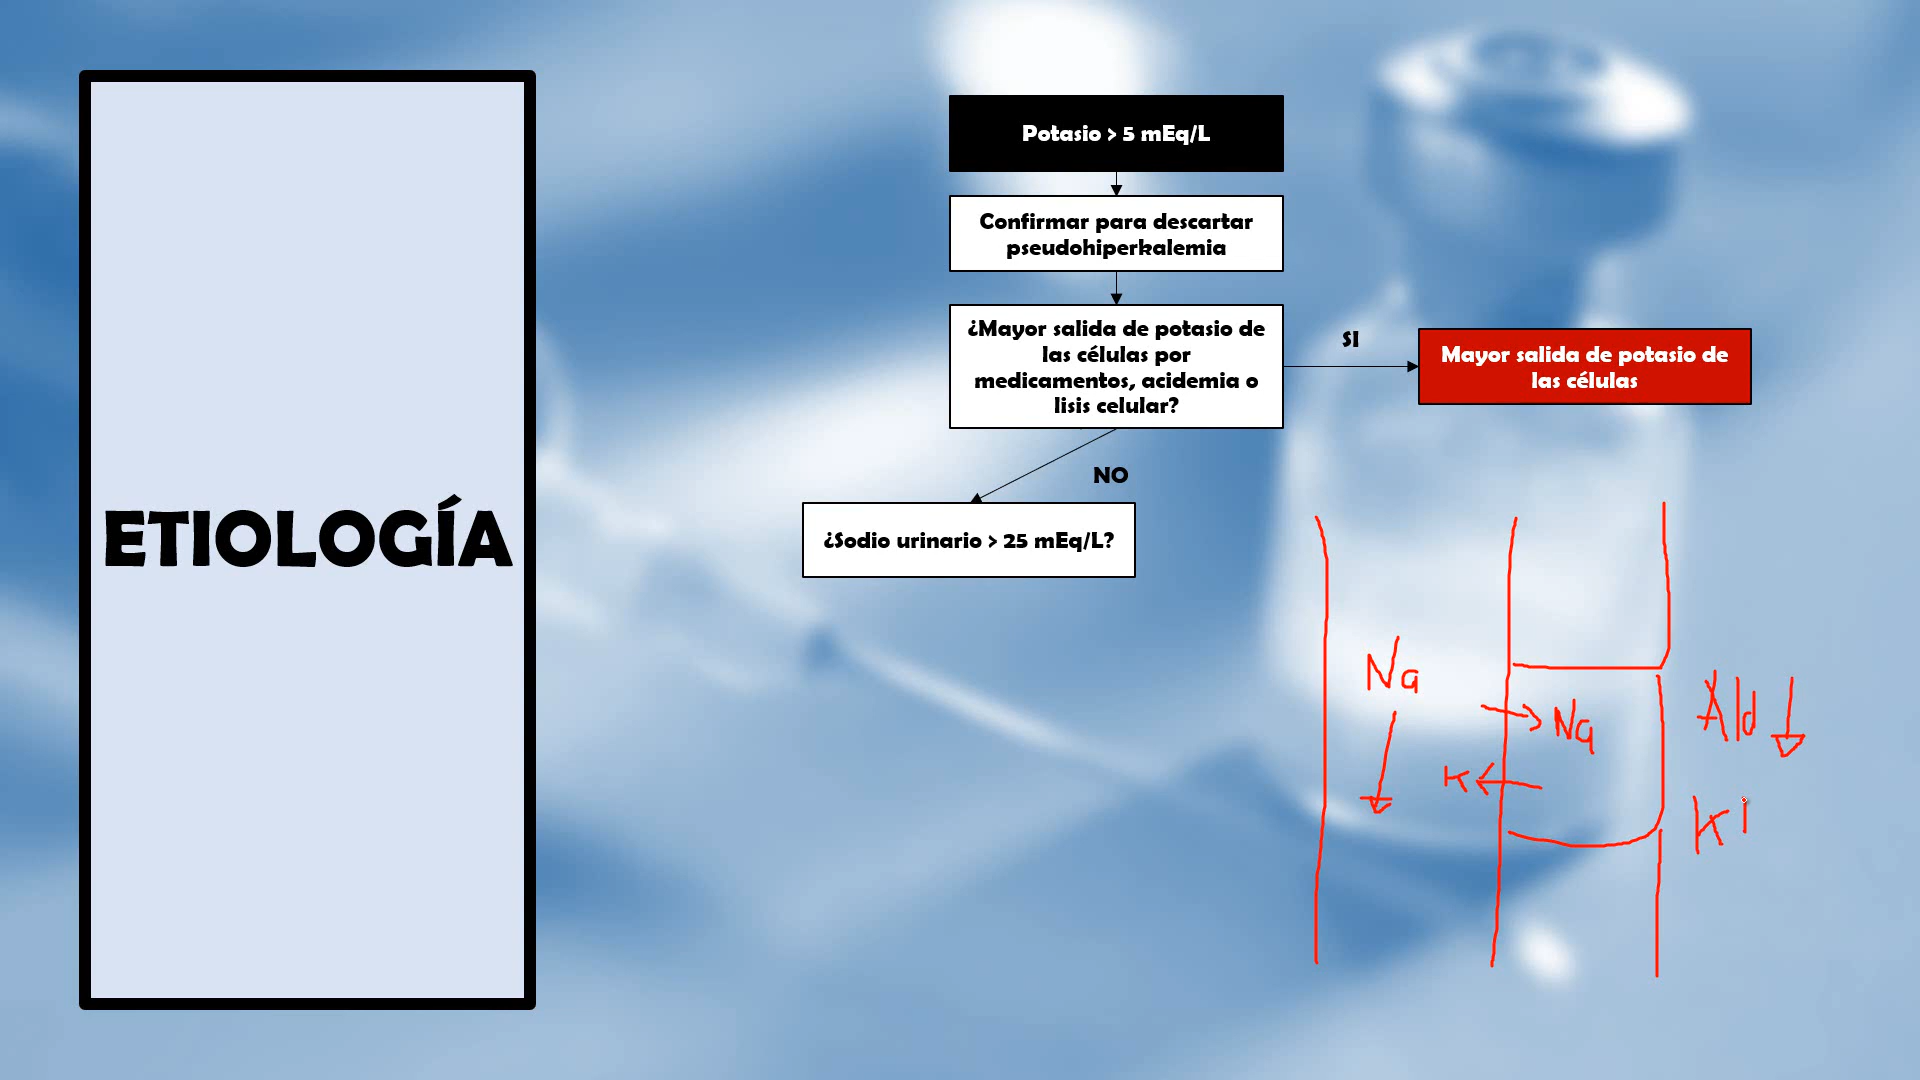 ETIOLOGÍA
Potasio > 5 mEq/L
Confirmar para descartar
pseudohiperkalemia
¿Mayor salida de potasio de
las células por
medicamentos, acidemia o
lisis celular?
SI
Mayor salida de potasio de
las células
NO
¿Sodio urinario > 25 mEq/L?
Na
Na
K
Ald
K